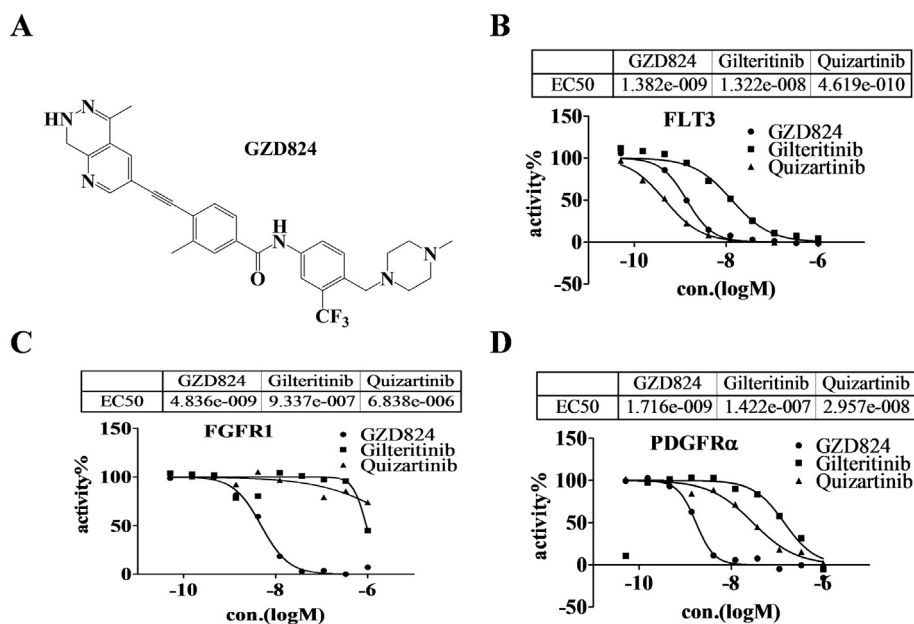 A
N
HN
N
GZD824
H
N
O
CF3
N
N
B
GZD824 Gilteritinib Quizartinib
EC50 1.382e-009 1.322e-008 4.619e-010
FLT3
GZD824
Gilteritinib
Quizartinib
150
100
50
0
-50
activity%
-10 -8 -6
con.(logM)
C
GZD824 Gilteritinib Quizartinib
EC50 4.836e-009 9.337e-007 6.838e-006
FGFR1
GZD824
Gilteritinib
Quizartinib
150
100
50
0
activity%
-10 -8 -6
con.(logM)
D
GZD824 Gilteritinib Quizartinib
EC50 1.716e-009 1.422e-007 2.957e-008
PDGFRα
GZD824
Gilteritinib
Quizartinib
150
100
50
0
-50
activity%
-10 -8 -6
con.(logM)